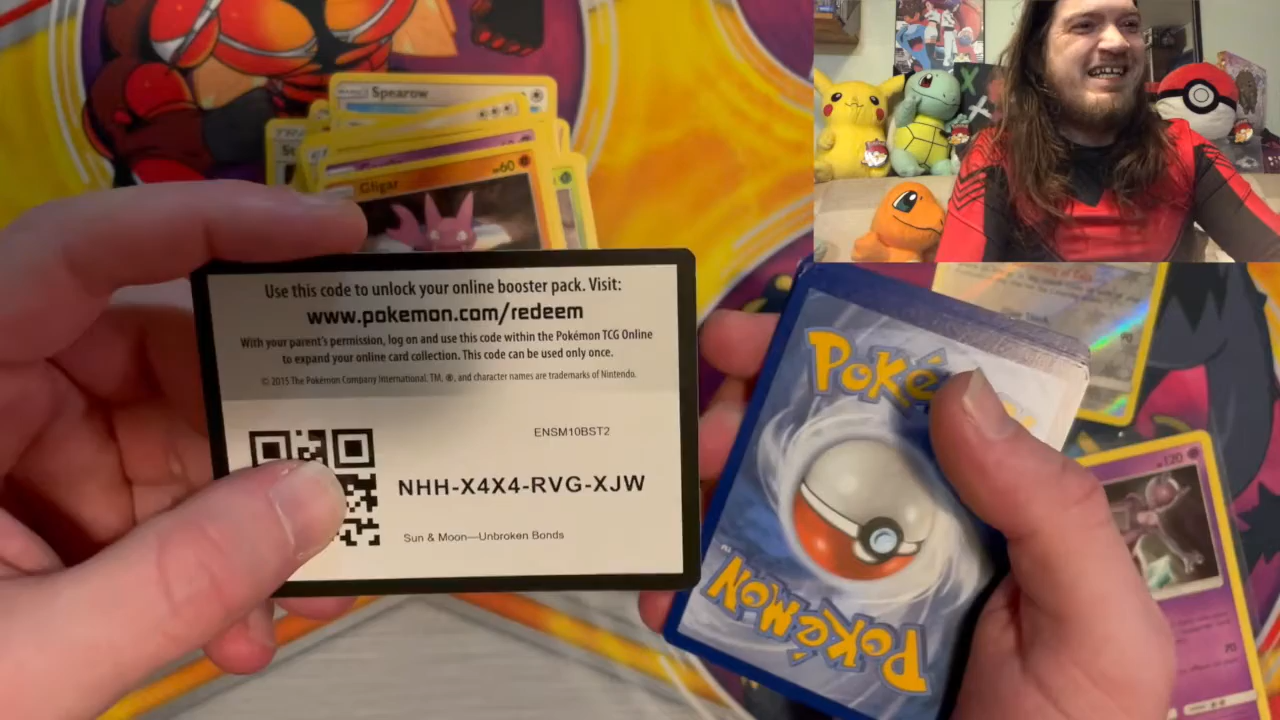 Spearow
Gligar
60
Use this code to unlock your online booster pack. Visit:
www.pokemon.com/redeem
With your parent's permission, log on and use this code within the Pokémon TCG Online
to expand your online card collection. This code can be used only once.
© 2015 The Pokémon Company International. TM, ®, and character names are trademarks of Nintendo.
ENSM10BST2
NHH-X4X4-RVG-XJW
Sun & Moon—Unbroken Bonds
Poké
POKéMON
120